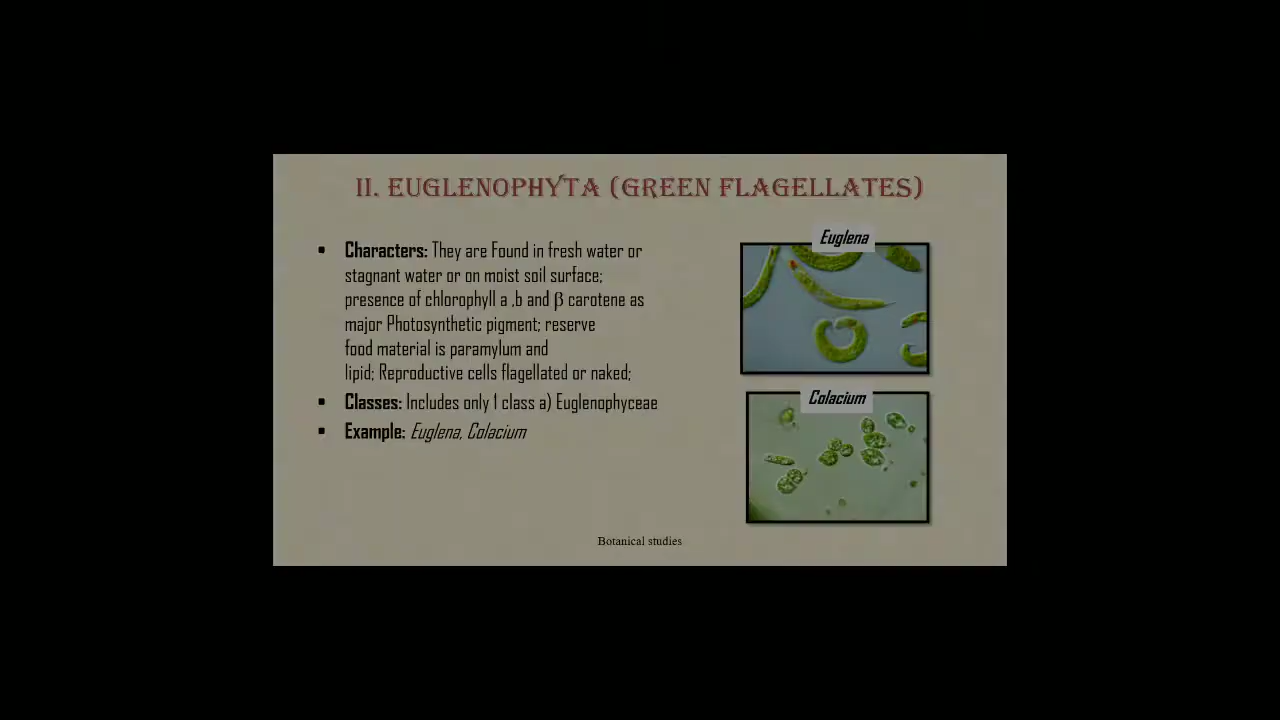 II. EUGLENOPHYTA (GREEN FLAGELLATES)
• Characters: They are Found in fresh water or
stagnant water or on moist soil surface;
presence of chlorophyll a ,b and β carotene as
major Photosynthetic pigment; reserve
food material is paramylum and
lipid; Reproductive cells flagellated or naked;
• Classes: Includes only 1 class a) Euglenophyceae
• Example: Euglena, Colacium
Euglena
Colacium
Botanical studies